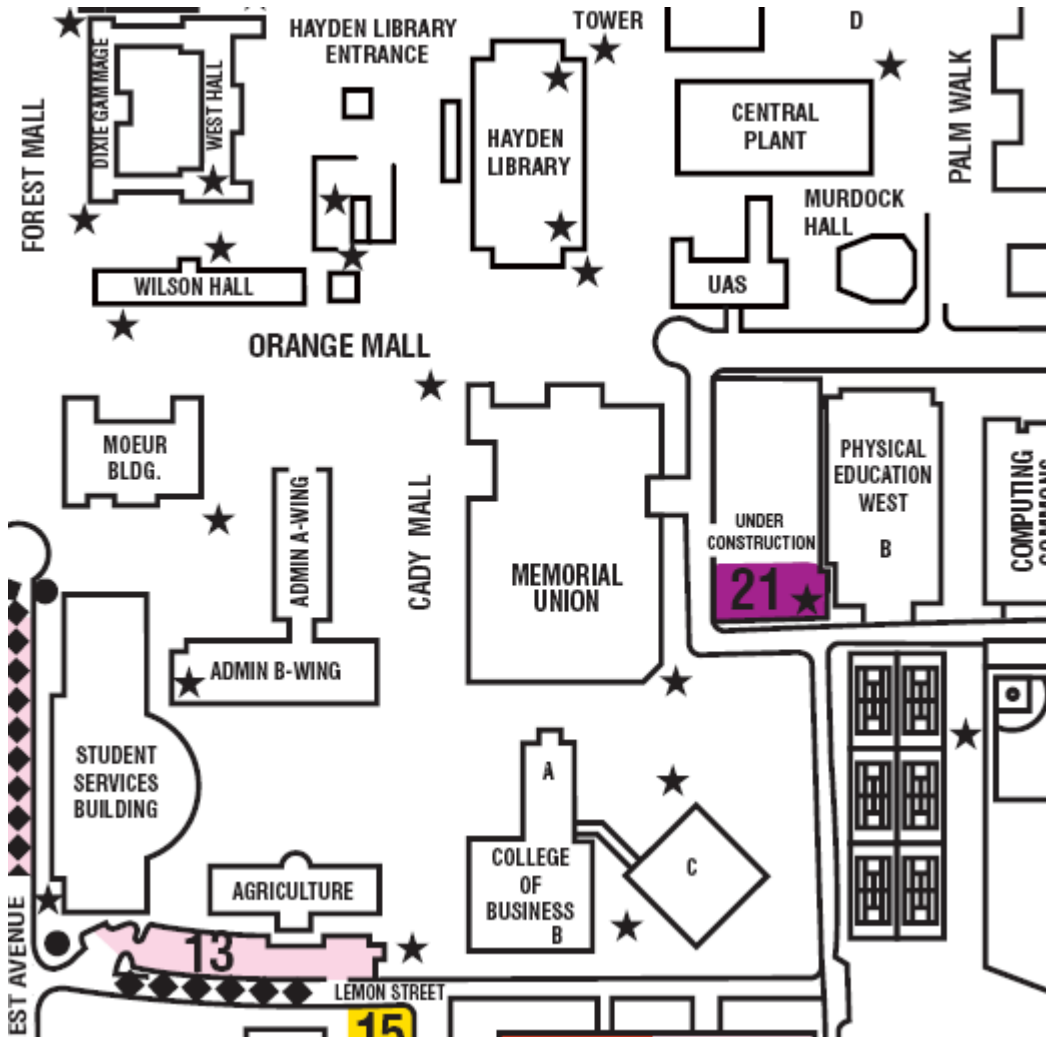 HAYDEN LIBRARY
ENTRANCE
TOWER
D
DIXIE GAMMAGE
WEST HALL
FOREST MALL
HAYDEN
LIBRARY
CENTRAL
PLANT
PALM WALK
MURDOCK
HALL
WILSON HALL
UAS
ORANGE MALL
MOEUR
BLDG.
ADMIN A-WING
CADY MALL
MEMORIAL
UNION
UNDER
CONSTRUCTION
21
PHYSICAL
EDUCATION
WEST
B
COMPUTING
COMMONS
ADMIN B-WING
STUDENT
SERVICES
BUILDING
A
COLLEGE
OF
BUSINESS
B
C
AGRICULTURE
13
EST AVENUE
LEMON STREET
15